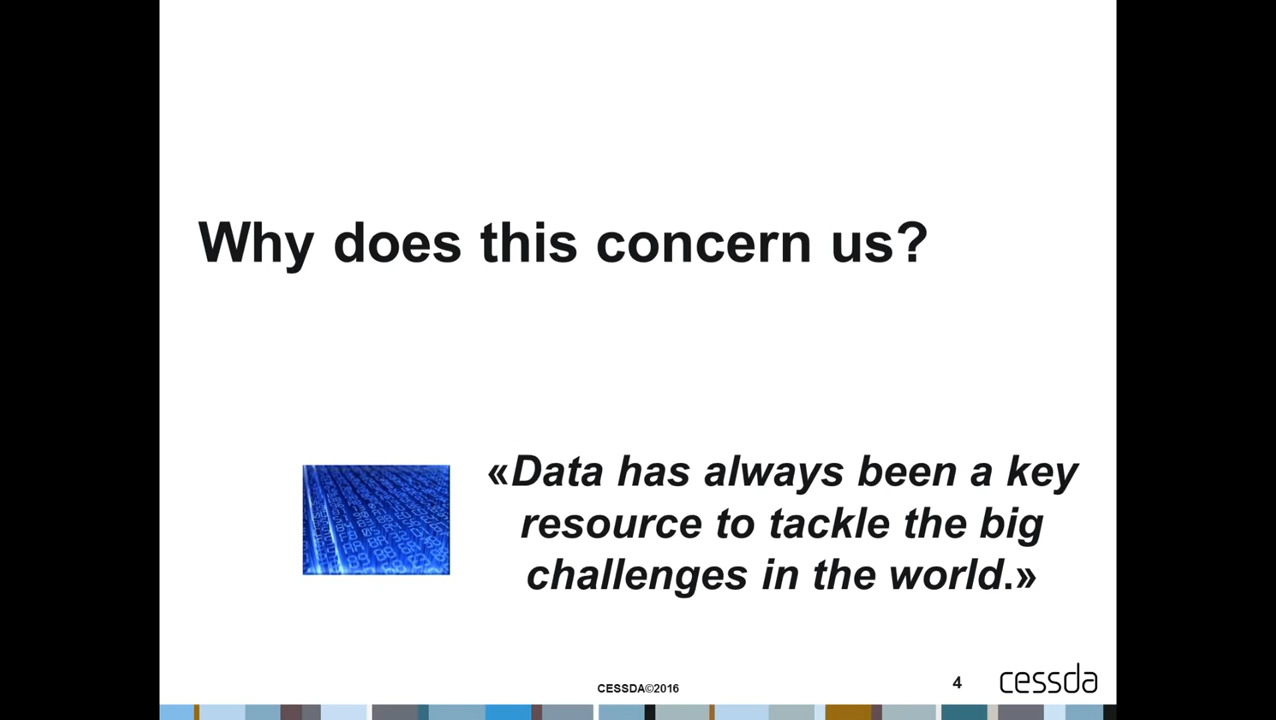 Why does this concern us?
«Data has always been a key
resource to tackle the big
challenges in the world.»
CESSDA©2016
4
cessda